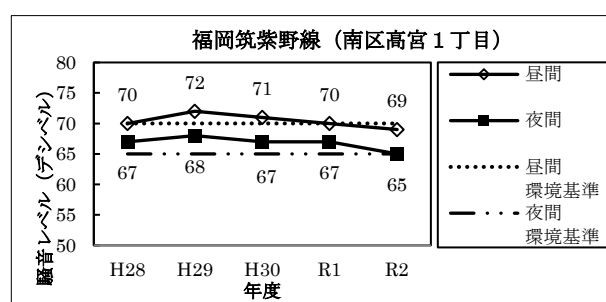 福岡筑紫野線（南区高宮１丁目）
騒音レベル（デシベル）
80
75
70
65
60
55
50
70
72
71
70
69
67
68
67
67
65
H28
H29
H30
R1
R2
年度
昼間
夜間
昼間
環境基準
夜間
環境基準